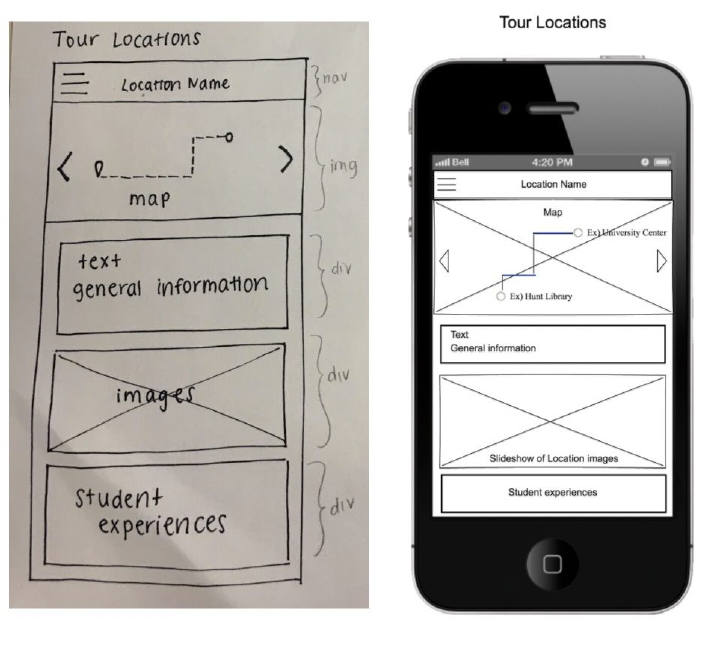 Tour Locations
Location Name
nav
map
img
text
general information
div
images
div
student
experiences
div
Tour Locations
Bell
4:20 PM
Location Name
Map
Ex) University Center
Ex) Hunt Library
Text
General information
Slideshow of Location images
Student experiences